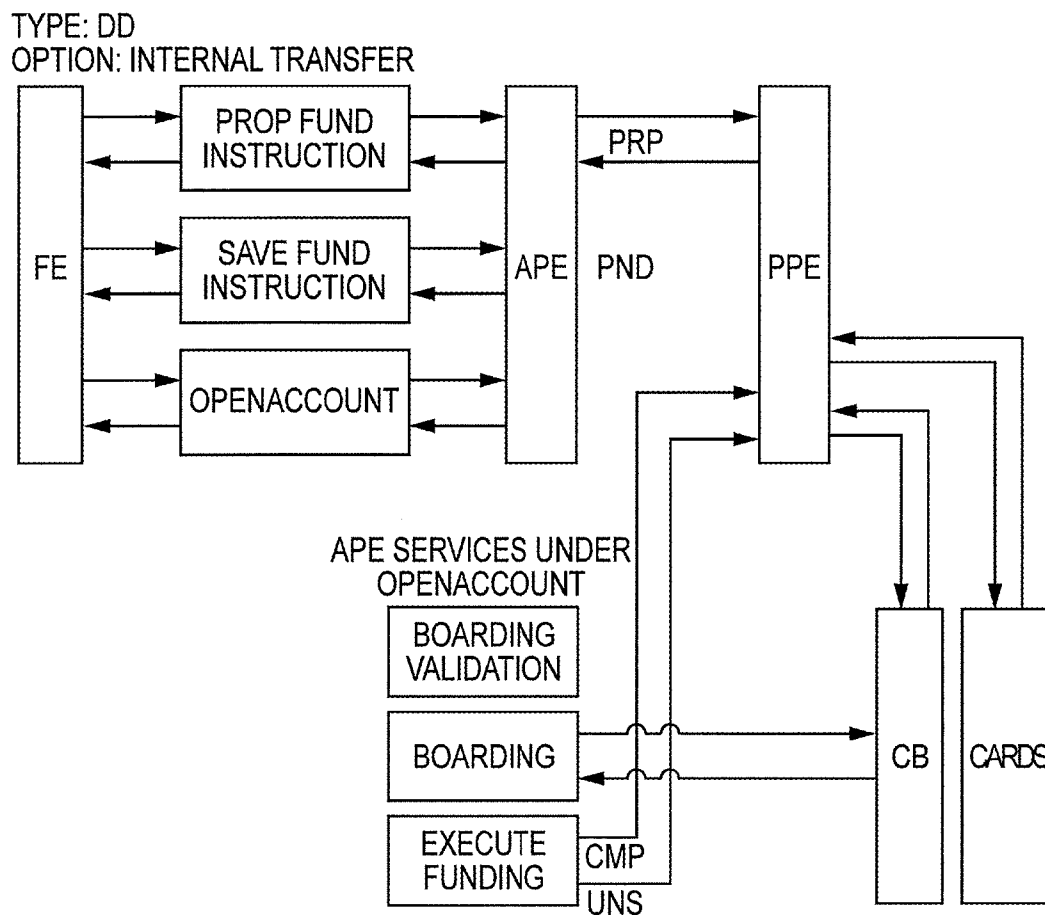 TYPE: DD
OPTION: INTERNAL TRANSFER
FE
PROP FUND
INSTRUCTION
SAVE FUND
INSTRUCTION
OPENACCOUNT
APE
PRP
PND
PPE
APE SERVICES UNDER
OPENACCOUNT
BOARDING
VALIDATION
BOARDING
EXECUTE
FUNDING
CMP
UNS
CB
CARDS